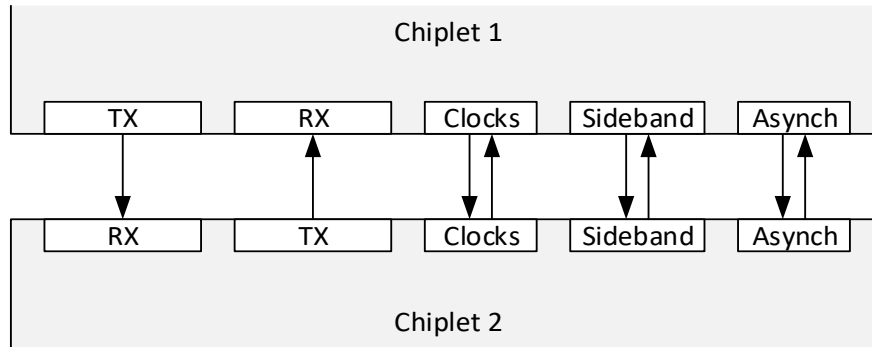 Chiplet 1
TX RX Clocks Sideband Asynch
RX TX Clocks Sideband Asynch
Chiplet 2